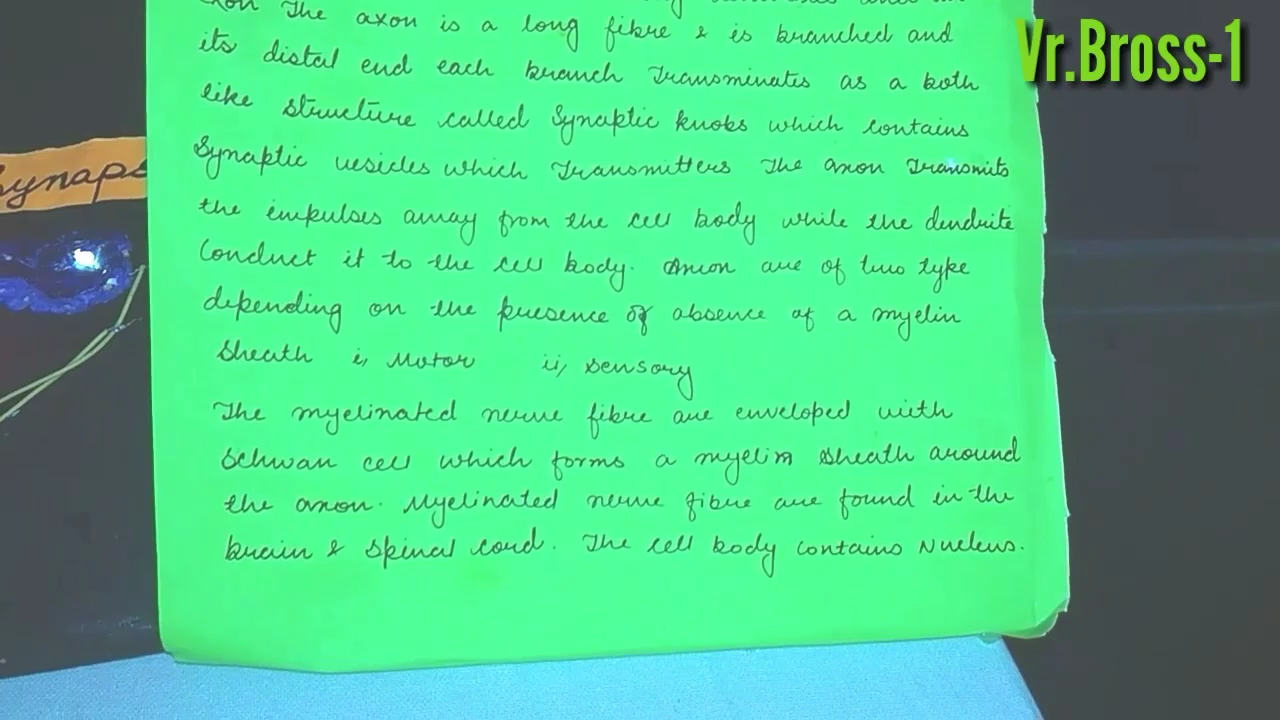 The axon is a long fibre & is branched and
its distal end each branch Transminates as a both
like structure called Synaptic knobs which contains
Synaptic vesicles which Transmitters The axon Transmits
the impulses away from the cell body while the dendrite
Conduct it to the cell body. Axon are of two type
depending on the presence of absence of a myelin
Sheath i, Motor ii, sensory
The myelinated nerve fibre are enveloped with
Schwan cell which forms a myelin sheath around
the axon. Myelinated nerve fibre are found in the
brain & Spinal cord. The cell body contains Nucleus.
Synaps
Vr.Bross-1